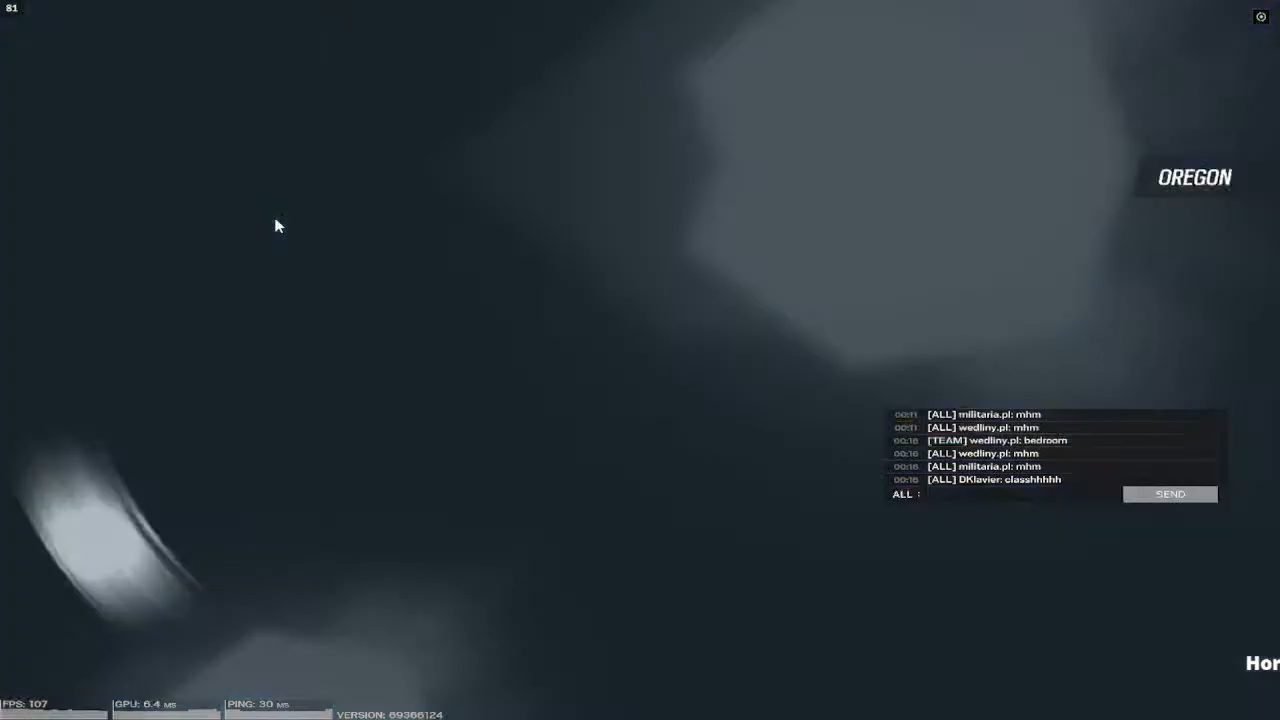 81
OREGON
00:11 [ALL] militaria.pl: mhm
00:11 [ALL] wedliny.pl: mhm
00:16 [TEAM] wedliny.pl: bedroom
00:16 [ALL] wedliny.pl: mhm
00:16 [ALL] militaria.pl: mhm
00:16 [ALL] DKlavier: classhhhhh
ALL : SEND
Hor
FPS: 107 GPU: 6.4 MS PING: 30 MS VERSION: 69366124